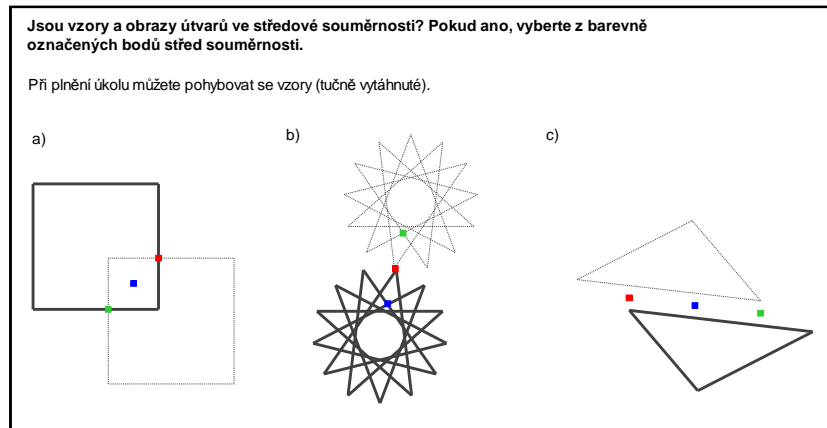 Jsou vzory a obrazy útvarů ve středové souměrnosti? Pokud ano, vyberte z barevně
označených bodů střed souměrnosti.
Při plnění úkolu můžete pohybovat se vzory (tučně vytáhnuté).
a)
b)
c)